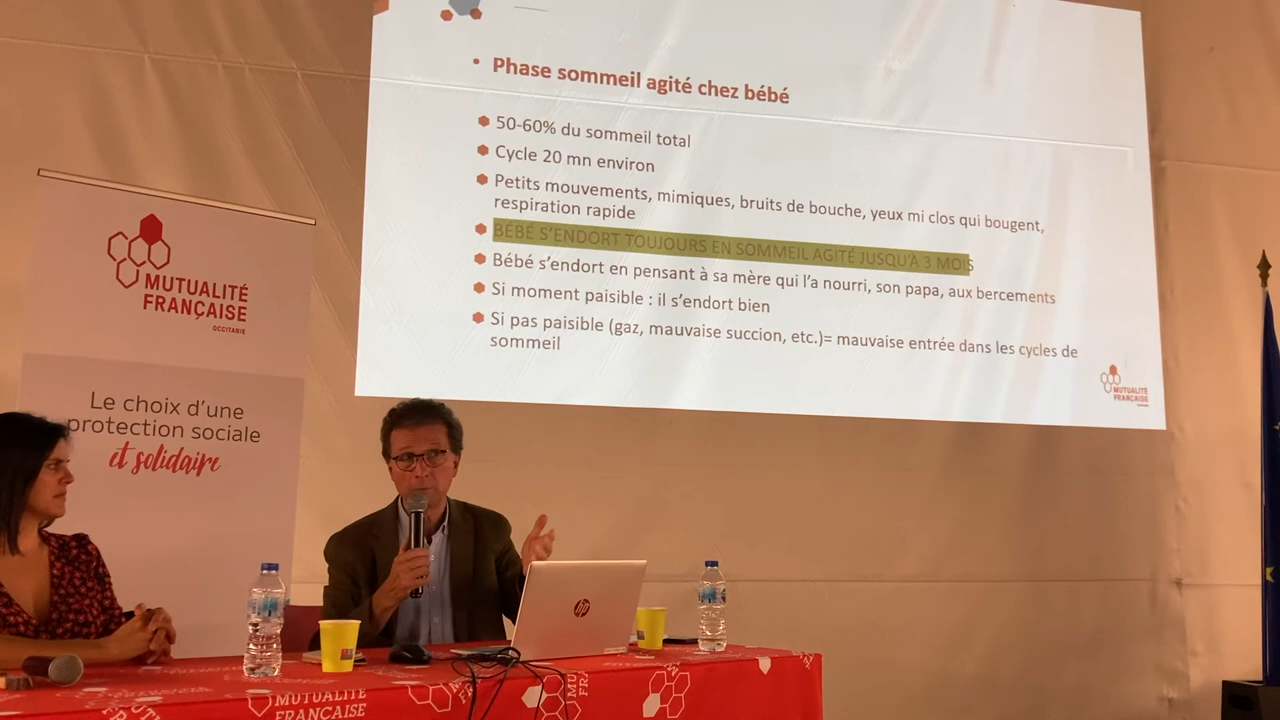 • Phase sommeil agité chez bébé
50-60% du sommeil total
Cycle 20 mn environ
Petits mouvements, mimiques, bruits de bouche, yeux mi clos qui bougent,
respiration rapide
BÉBÉ S'ENDORT TOUJOURS EN SOMMEIL AGITÉ JUSQU'A 3 MOIS
Bébé s'endort en pensant à sa mère qui l'a nourri, son papa, aux bercements
Si moment paisible : il s'endort bien
Si pas paisible (gaz, mauvaise succion, etc.)= mauvaise entrée dans les cycles de
sommeil
MUTUALITÉ
FRANÇAISE
MUTUALITÉ
FRANÇAISE
OCCITANIE
Le choix d'une
protection sociale
et solidaire
hp
MUTUALITÉ
FRANÇAISE